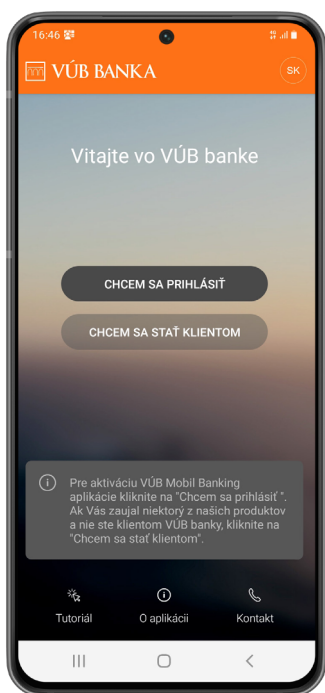 16:46
VÚB BANKA
SK
Vitajte vo VÚB banke
CHCEM SA PRIHLÁSIŤ
CHCEM SA STAŤ KLIENTOM
Pre aktiváciu VÚB Mobil Banking
aplikácie kliknite na "Chcem sa prihlásiť ".
Ak Vás zaujal niektorý z našich produktov
a nie ste klientom VÚB banky, kliknite na
"Chcem sa stať klientom".
Tutoriál O aplikácii Kontakt